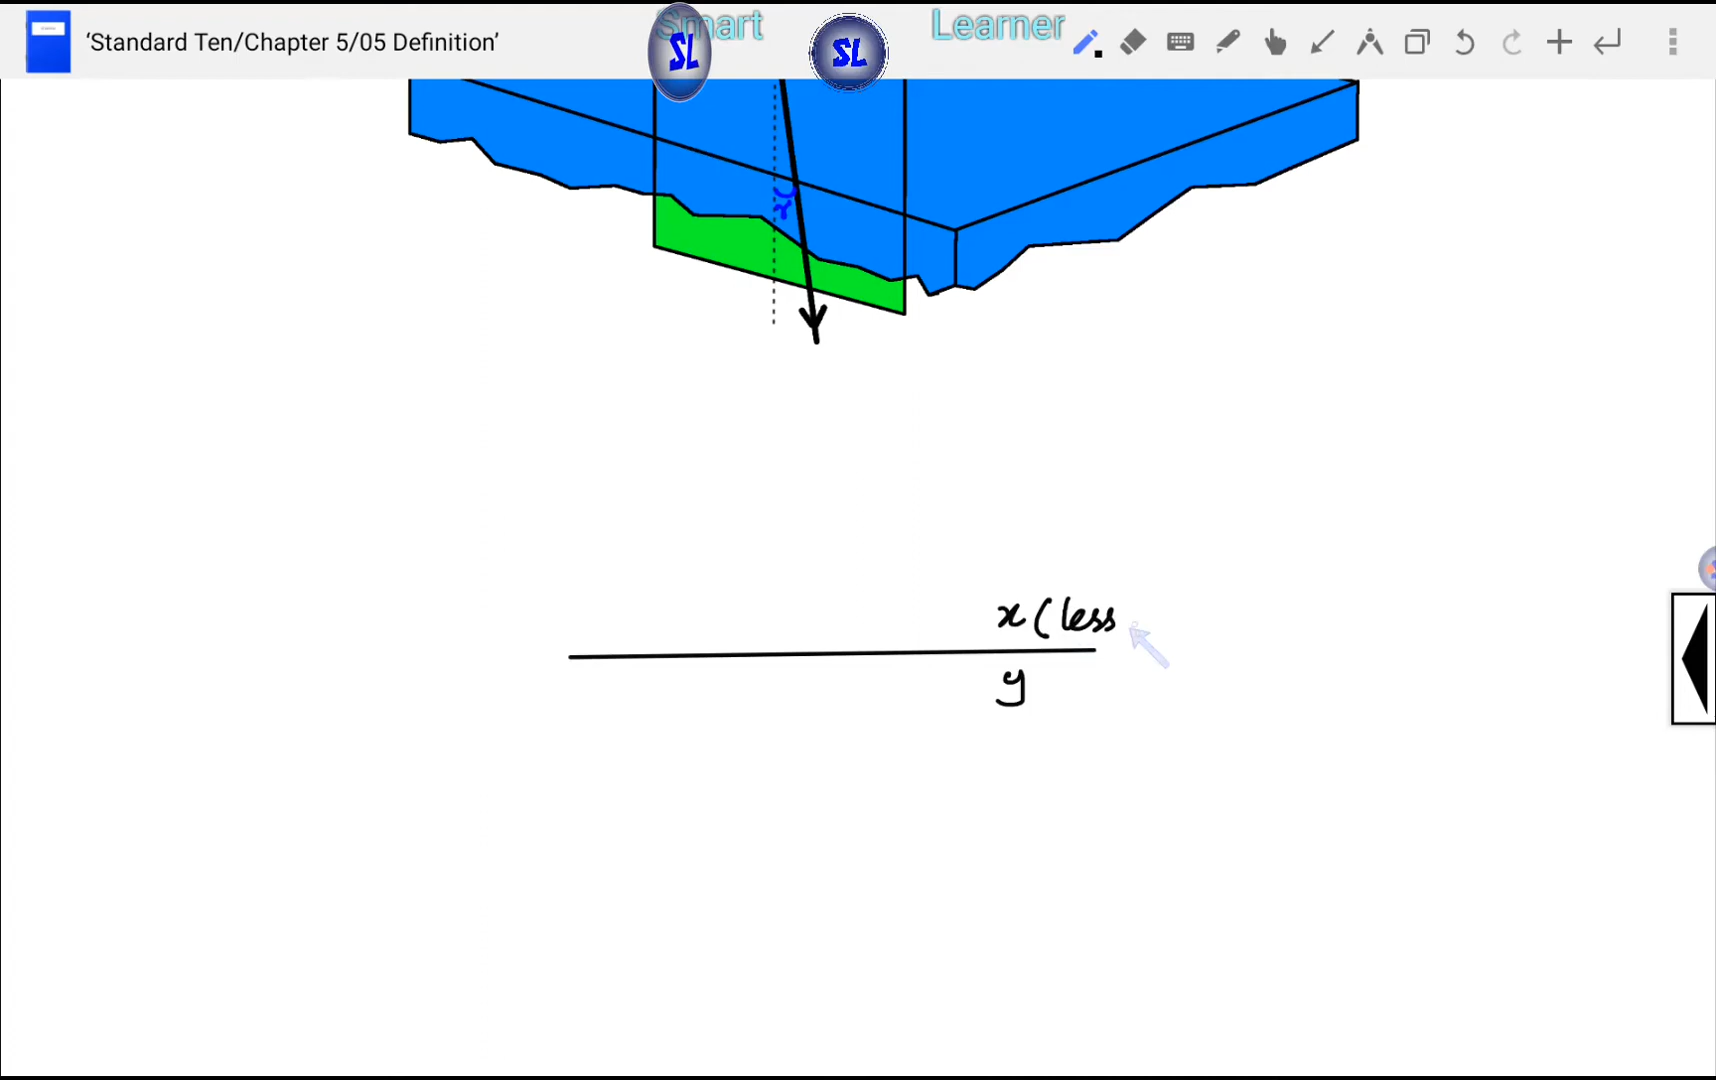 ‘Standard Ten/Chapter 5/05 Definition’
Smart Learner
SL SL
r
x (less
y